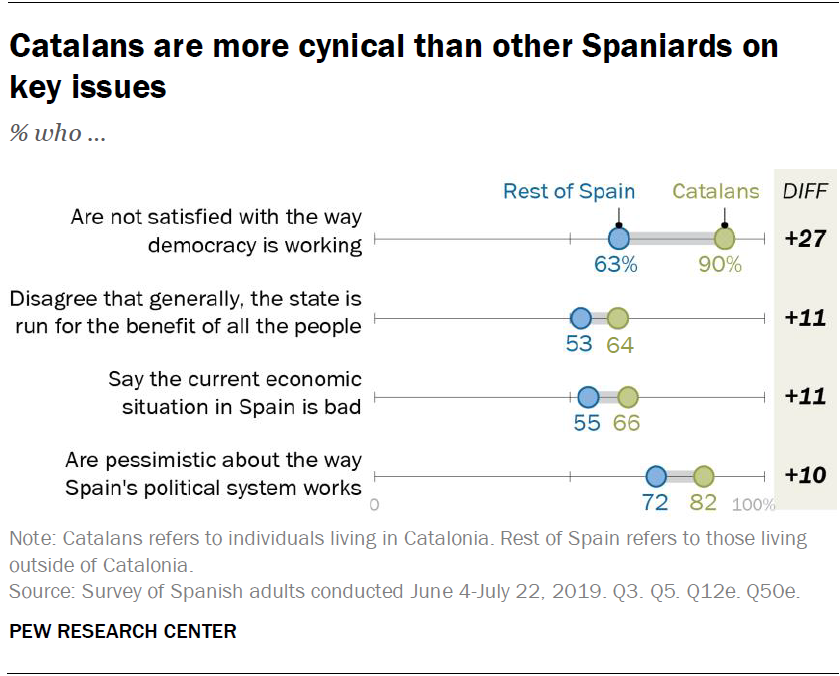 Catalans are more cynical than other Spaniards on
key issues
% who ...
Rest of Spain Catalans DIFF
Are not satisfied with the way
democracy is working
63% 90% +27
Disagree that generally, the state is
run for the benefit of all the people
53 64 +11
Say the current economic
situation in Spain is bad
55 66 +11
Are pessimistic about the way
Spain's political system works
72 82 +10
0 100%
Note: Catalans refers to individuals living in Catalonia. Rest of Spain refers to those living
outside of Catalonia.
Source: Survey of Spanish adults conducted June 4-July 22, 2019. Q3. Q5. Q12e. Q50e.
PEW RESEARCH CENTER